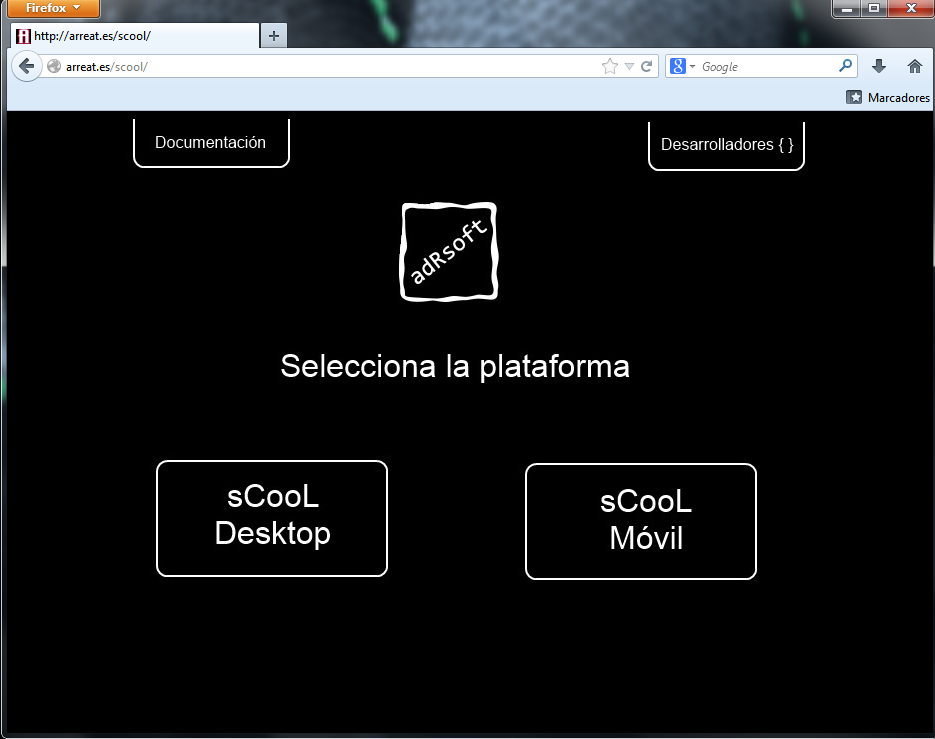 Firefox
http://arreat.es/scool/
arreat.es/scool/
Google
Marcadores
Documentación
Desarrolladores { }
adRsoft
Selecciona la plataforma
sCooL
Desktop
sCooL
Móvil